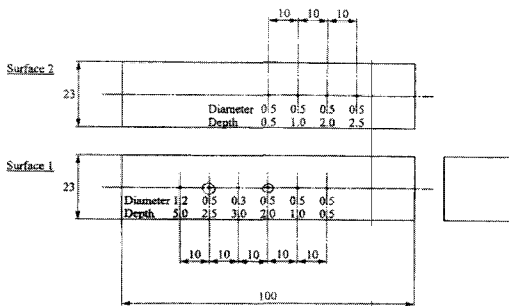 10 10 10
Surface 2
23
Diameter 0.5 0.5 0.5 0.5
Depth 0.5 1.0 2.0 2.5
Surface 1
23
Diameter 1.2 0.5 0.3 0.5 0.5 0.5
Depth 5.0 2.5 3.0 2.0 1.0 0.5
10 10 10 10 10
100